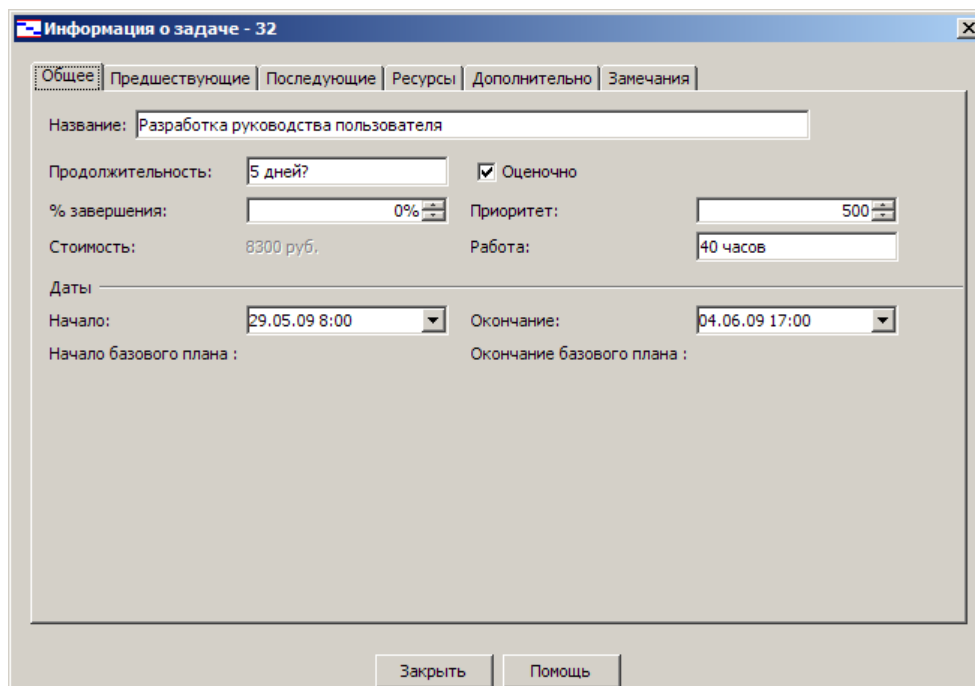 Информация о задаче - 32
Общее Предшествующие Последующие Ресурсы Дополнительно Замечания
Название: Разработка руководства пользователя
Продолжительность: 5 дней? Оценочно
% завершения: 0% Приоритет: 500
Стоимость: 8300 руб. Работа: 40 часов
Даты
Начало: 29.05.09 8:00 Окончание: 04.06.09 17:00
Начало базового плана : Окончание базового плана :
Закрыть Помощь